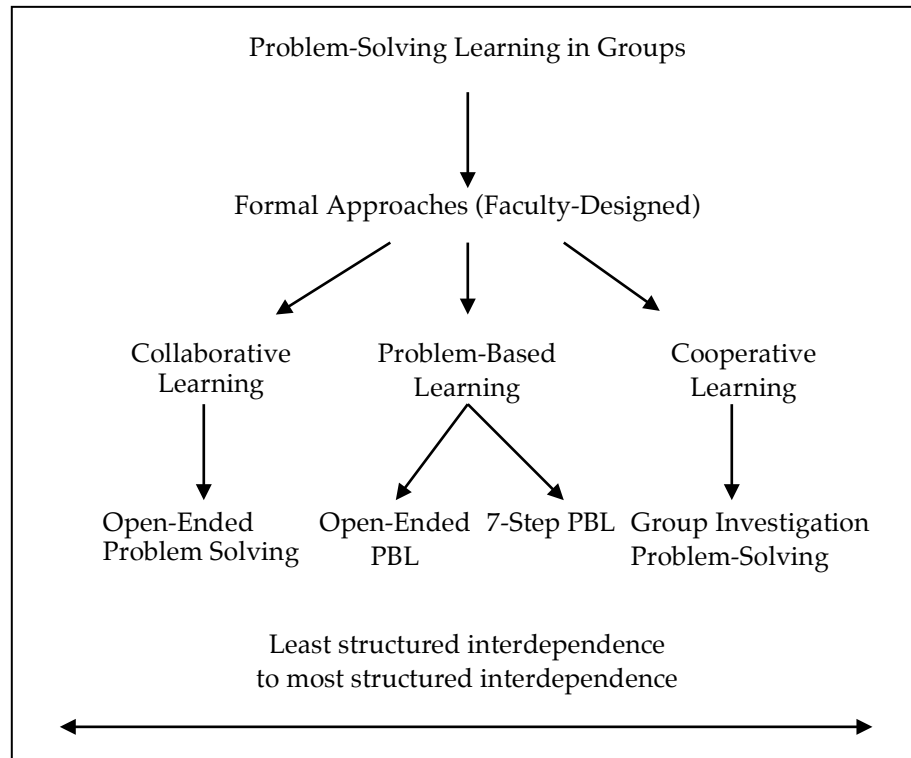 Problem-Solving Learning in Groups
Formal Approaches (Faculty-Designed)
Collaborative
Learning
Problem-Based
Learning
Cooperative
Learning
Open-Ended
Problem Solving
Open-Ended
PBL
7-Step PBL
Group Investigation
Problem-Solving
Least structured interdependence
to most structured interdependence